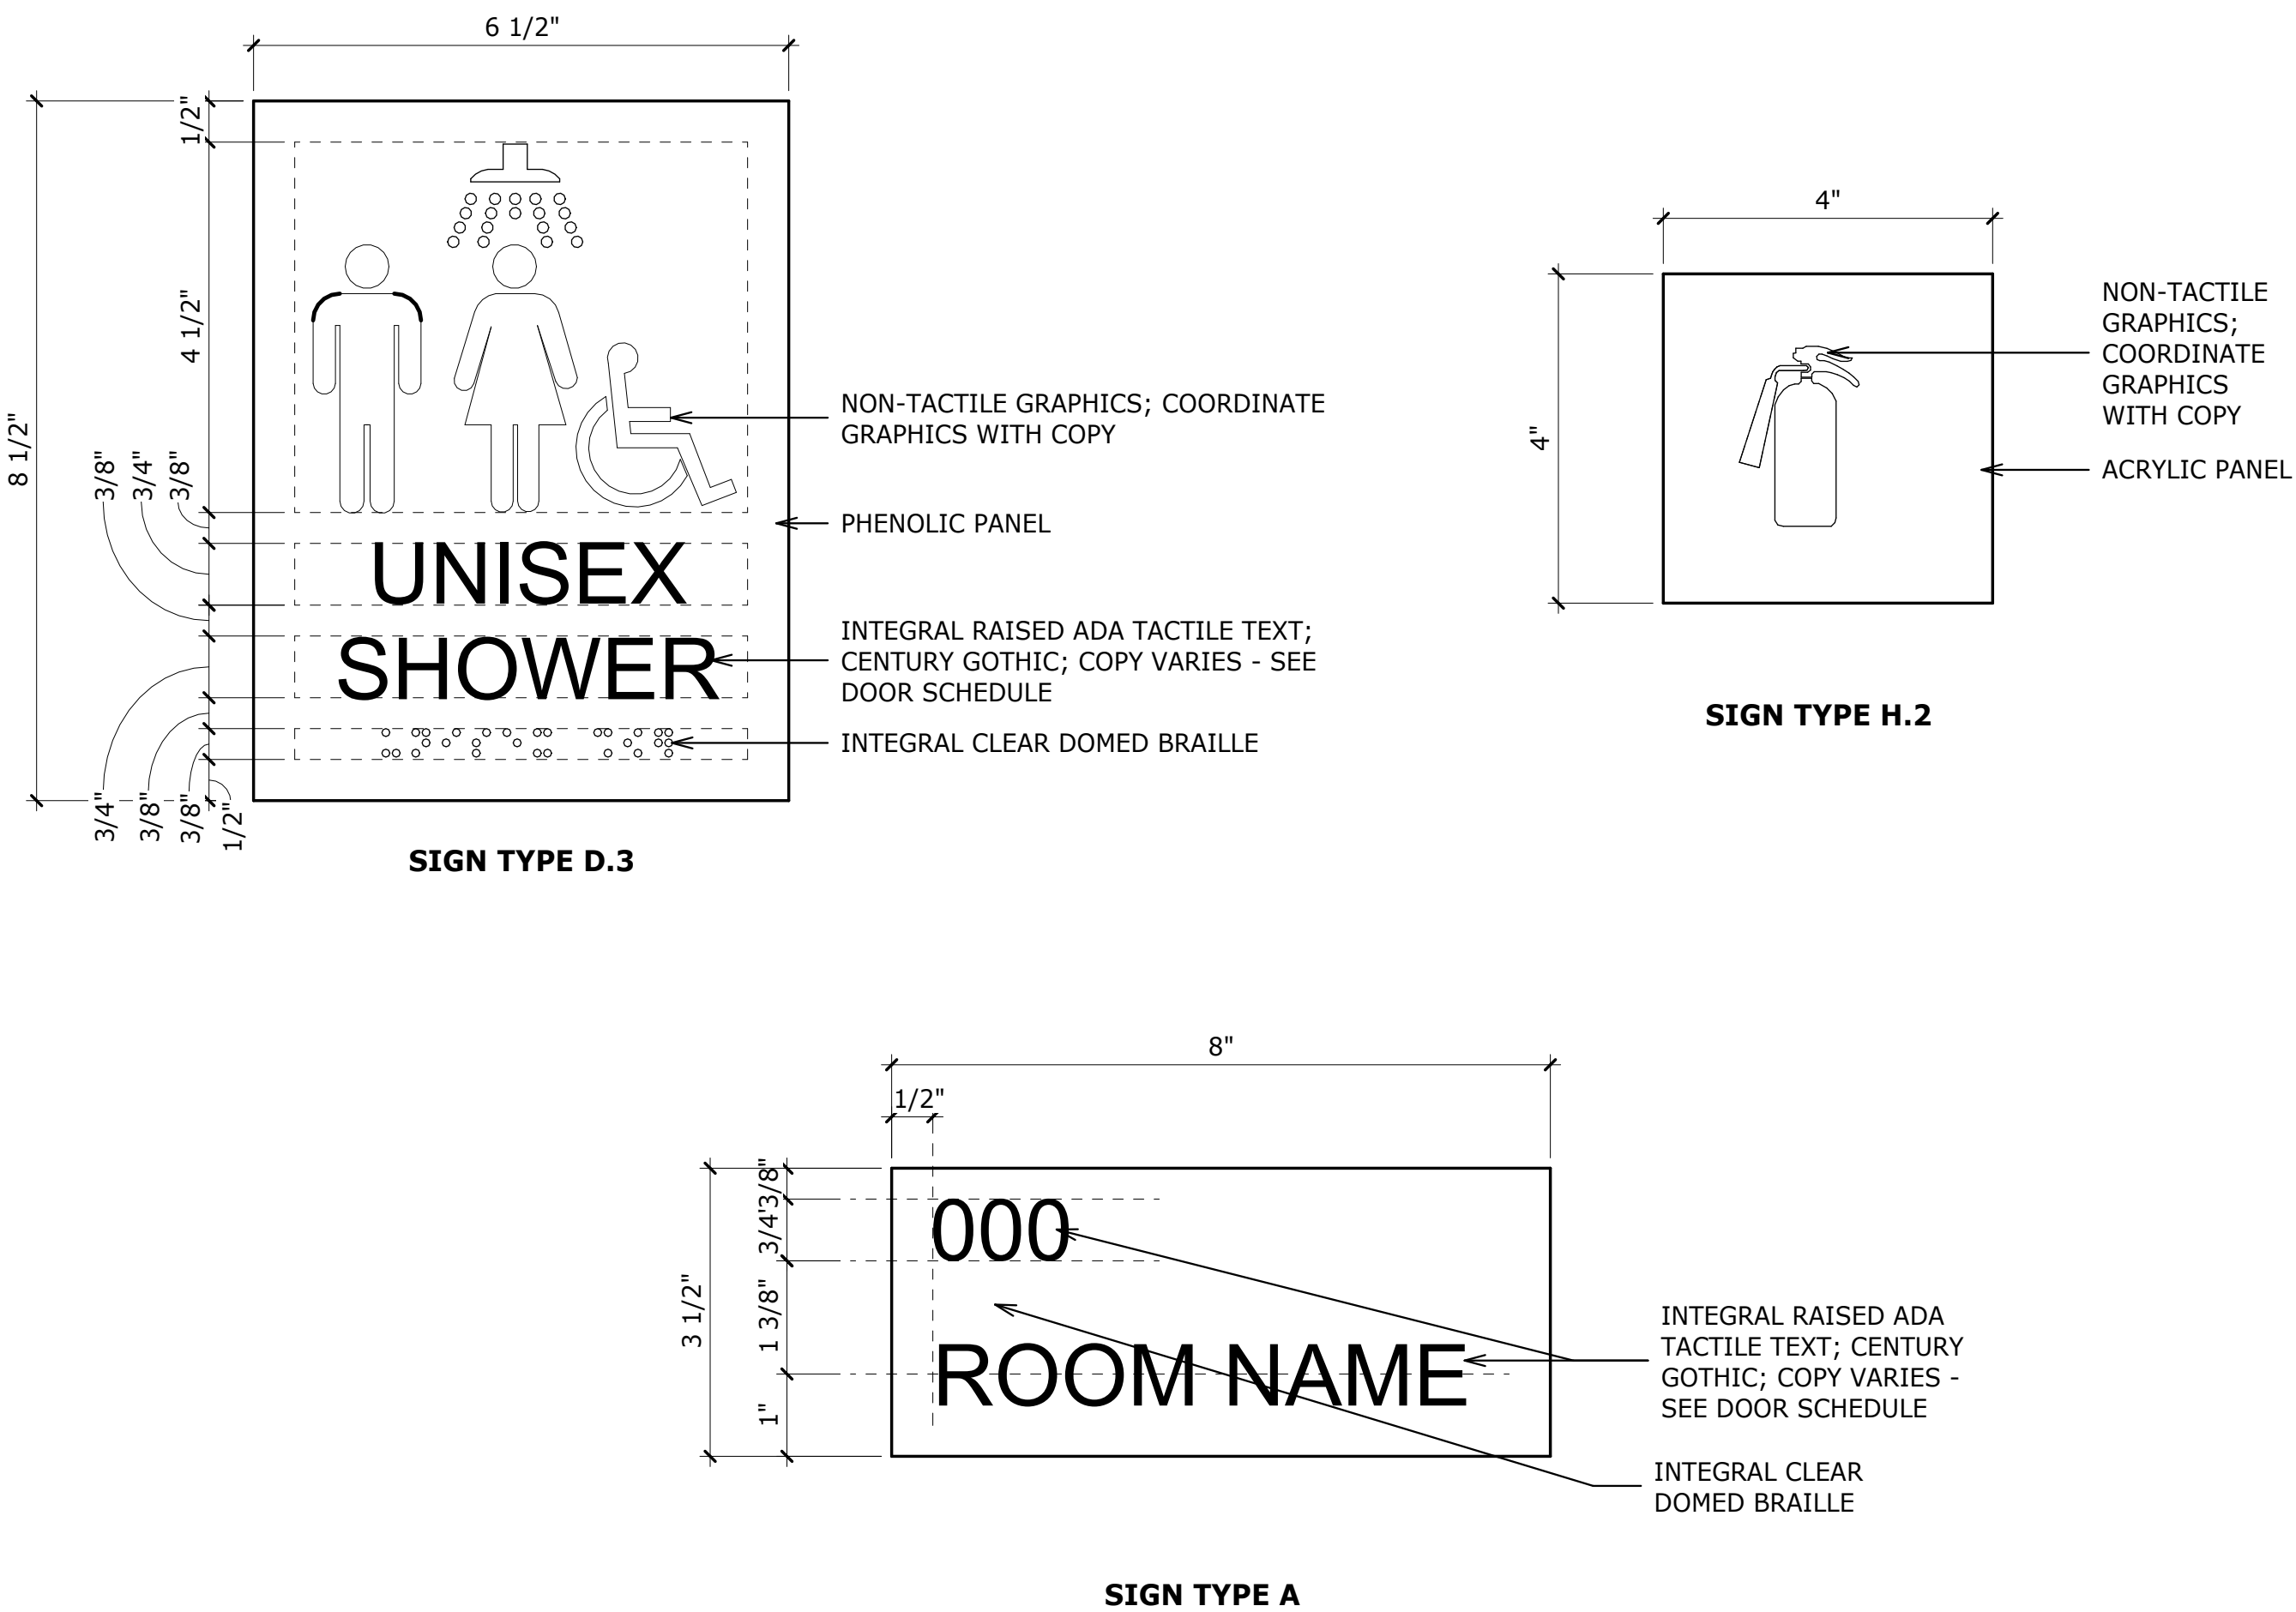 6 1/2"
8 1/2"
1/2"
4 1/2"
3/8"
3/4"
3/8"
3/4"
3/8"
3/8"
1/2"
UNISEX
SHOWER
NON-TACTILE GRAPHICS; COORDINATE
GRAPHICS WITH COPY
PHENOLIC PANEL
INTEGRAL RAISED ADA TACTILE TEXT;
CENTURY GOTHIC; COPY VARIES - SEE
DOOR SCHEDULE
INTEGRAL CLEAR DOMED BRAILLE
SIGN TYPE D.3
4"
4"
NON-TACTILE
GRAPHICS;
COORDINATE
GRAPHICS
WITH COPY
ACRYLIC PANEL
SIGN TYPE H.2
8"
1/2"
3 1/2"
3/8"
3/4"
1 3/8"
1"
000
ROOM NAME
INTEGRAL RAISED ADA
TACTILE TEXT; CENTURY
GOTHIC; COPY VARIES -
SEE DOOR SCHEDULE
INTEGRAL CLEAR
DOMED BRAILLE
SIGN TYPE A